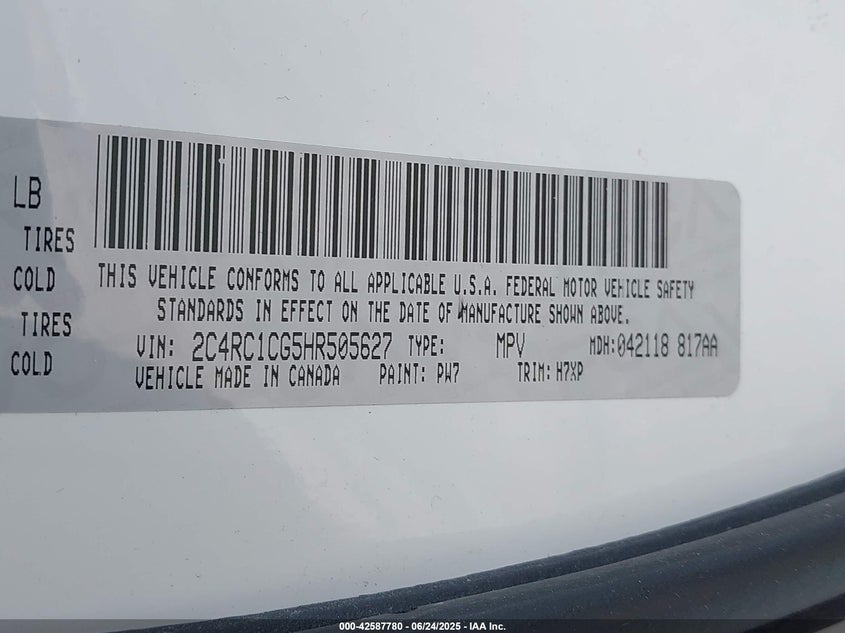 LB
TIRES
COLD
TIRES
COLD
THIS VEHICLE CONFORMS TO ALL APPLICABLE U.S.A. FEDERAL MOTOR VEHICLE SAFETY
STANDARDS IN EFFECT ON THE DATE OF MANUFACTURE SHOWN ABOVE.
VIN: 2C4RC1CG5HR505627 TYPE: MPV MDH:042118 817AA
VEHICLE MADE IN CANADA PAINT: PW7 TRIM: H7XP
000-42587780 - 06/24/2025 - IAA Inc.